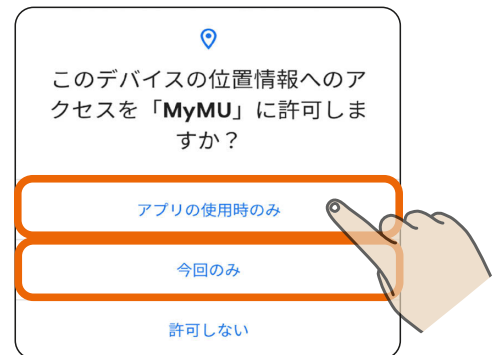 このデバイスの位置情報へのア
クセスを「MyMU」に許可しま
すか？
アプリの使用時のみ
今回のみ
許可しない